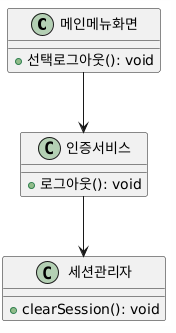 C 메인메뉴화면
선택로그아웃(): void
C 인증서비스
로그아웃(): void
C 세션관리자
clearSession(): void